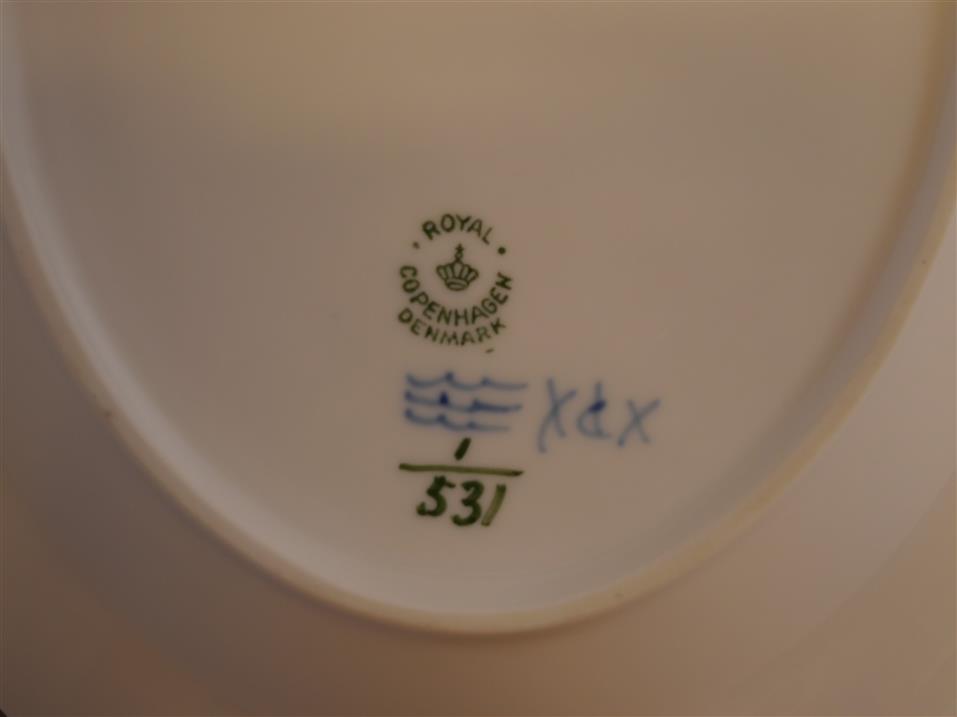 ROYAL
COPENHAGEN
DENMARK
1
531